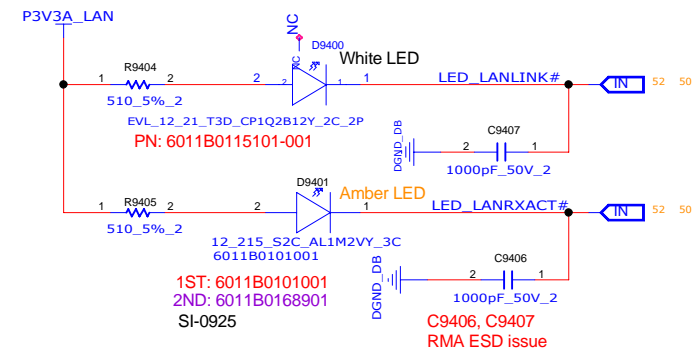 P3V3A_LAN
NC
R9404
D9400
White LED
1
2
2
NC
2
1
1
LED_LANLINK#
IN
52
50
510_5%_2
EVL_12_21_T3D_CP1Q2B12Y_2C_2P
PN: 6011B0115101-001
DGND_DB
C9407
2
1
1000pF_50V_2
R9405
D9401
Amber LED
1
2
2
1
LED_LANRXACT#
IN
52
50
510_5%_2
12_215_S2C_AL1M2VY_3C
6011B0101001
1ST: 6011B0101001
2ND: 6011B0168901
SI-0925
DGND_DB
C9406
2
1
1000pF_50V_2
C9406, C9407
RMA ESD issue